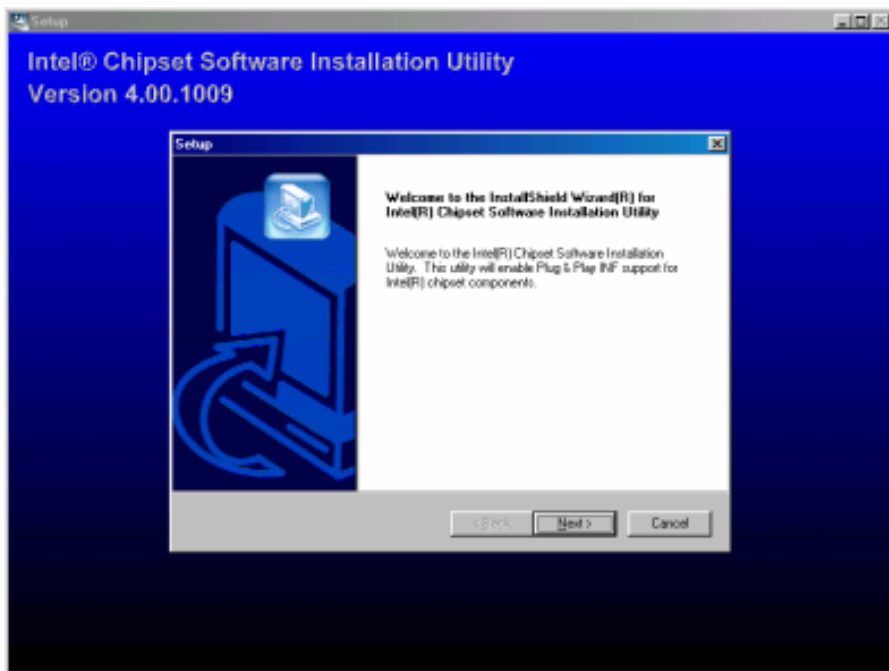 Setup
Intel® Chipset Software Installation Utility
Version 4.00.1009
Setup
Welcome to the InstallShield Wizard(R) for
Intel(R) Chipset Software Installation Utility
Welcome to the Intel(R) Chipset Software Installation
Utility. This utility will enable Plug & Play INF support for
Intel(R) chipset components.
< Back
Next >
Cancel